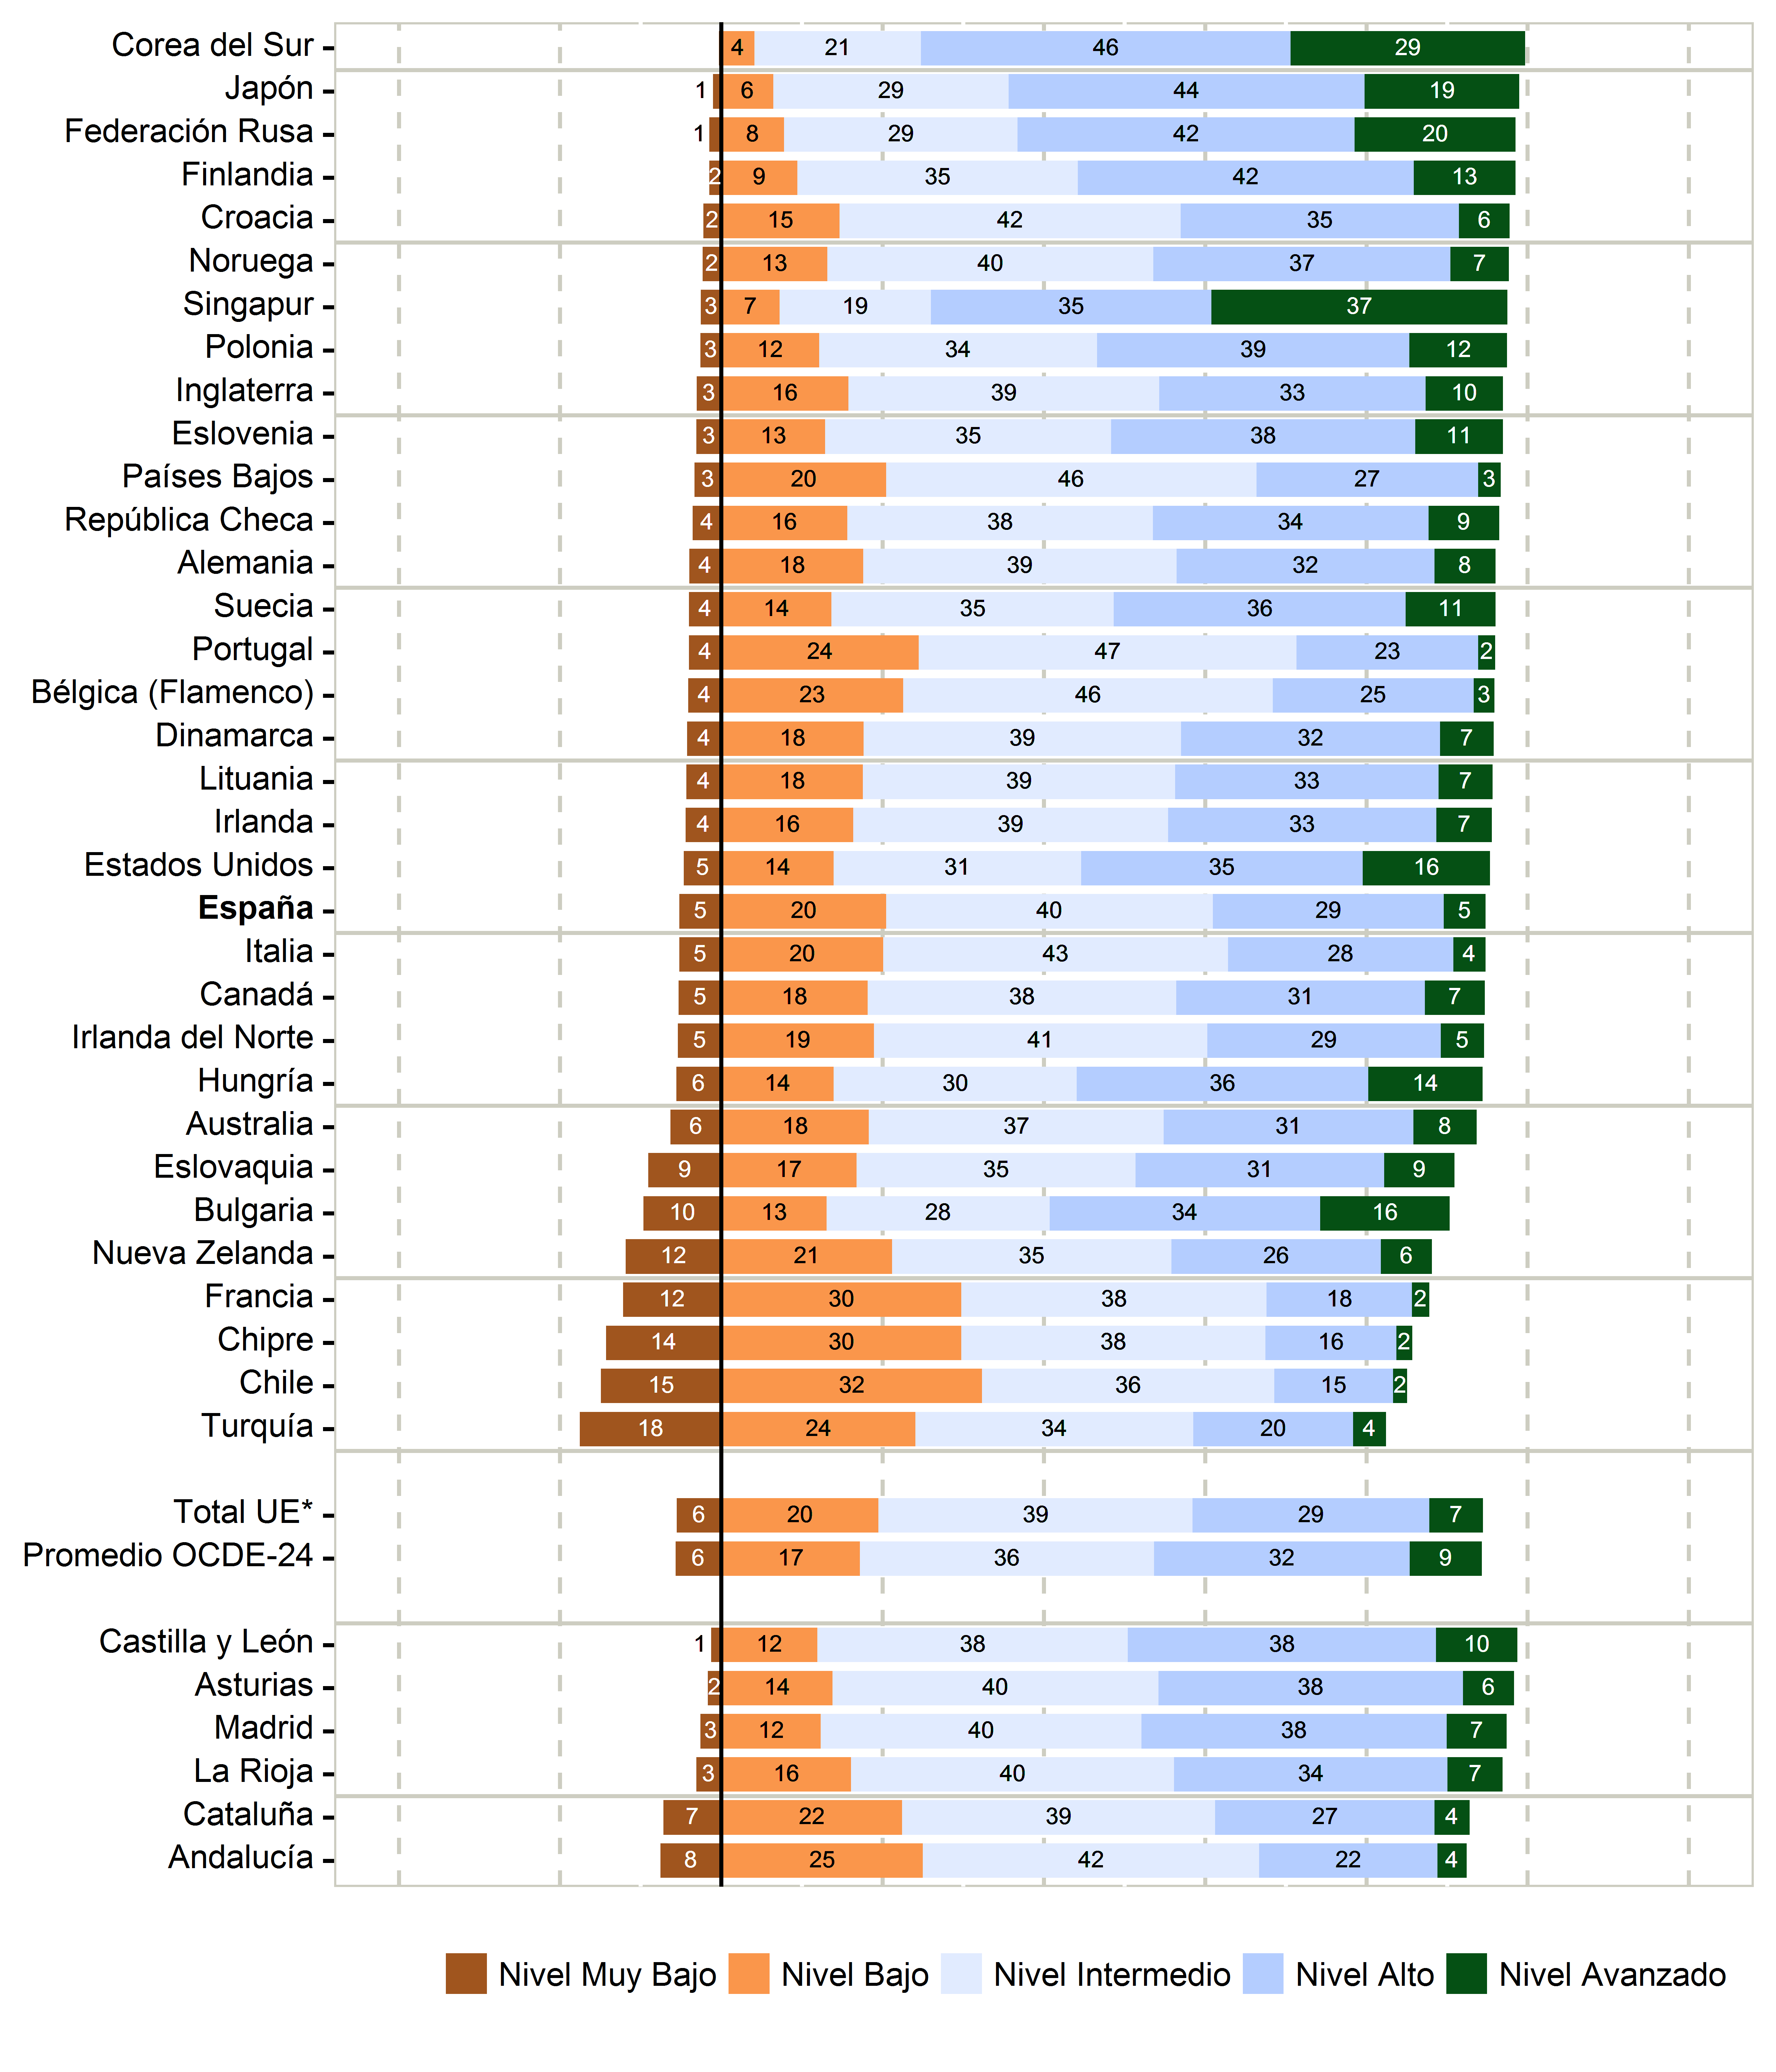 Corea del Sur 4 21 46 29
Japón 1 6 29 44 19
Federación Rusa 1 8 29 42 20
Finlandia 2 9 35 42 13
Croacia 2 15 42 35 6
Noruega 2 13 40 37 7
Singapur 3 7 19 35 37
Polonia 3 12 34 39 12
Inglaterra 3 16 39 33 10
Eslovenia 3 13 35 38 11
Países Bajos 3 20 46 27 3
República Checa 4 16 38 34 9
Alemania 4 18 39 32 8
Suecia 4 14 35 36 11
Portugal 4 24 47 23 2
Bélgica (Flamenco) 4 23 46 25 3
Dinamarca 4 18 39 32 7
Lituania 4 18 39 33 7
Irlanda 4 16 39 33 7
Estados Unidos 5 14 31 35 16
España 5 20 40 29 5
Italia 5 20 43 28 4
Canadá 5 18 38 31 7
Irlanda del Norte 5 19 41 29 5
Hungría 6 14 30 36 14
Australia 6 18 37 31 8
Eslovaquia 9 17 35 31 9
Bulgaria 10 13 28 34 16
Nueva Zelanda 12 21 35 26 6
Francia 12 30 38 18 2
Chipre 14 30 38 16 2
Chile 15 32 36 15 2
Turquía 18 24 34 20 4
Total UE* 6 20 39 29 7
Promedio OCDE-24 6 17 36 32 9
Castilla y León 1 12 38 38 10
Asturias 2 14 40 38 6
Madrid 3 12 40 38 7
La Rioja 3 16 40 34 7
Cataluña 7 22 39 27 4
Andalucía 8 25 42 22 4
Nivel Muy Bajo Nivel Bajo Nivel Intermedio Nivel Alto Nivel Avanzado